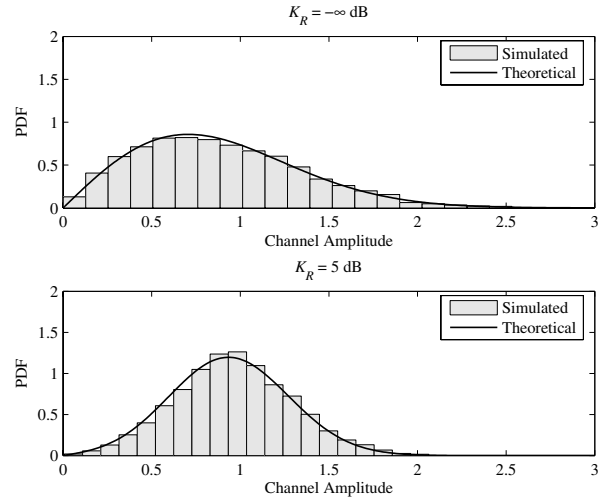 K_R = −∞ dB
2
1.5
1
0.5
0
PDF
Simulated
Theoretical
0 0.5 1 1.5 2 2.5 3
Channel Amplitude
K_R = 5 dB
2
1.5
1
0.5
0
PDF
Simulated
Theoretical
0 0.5 1 1.5 2 2.5 3
Channel Amplitude